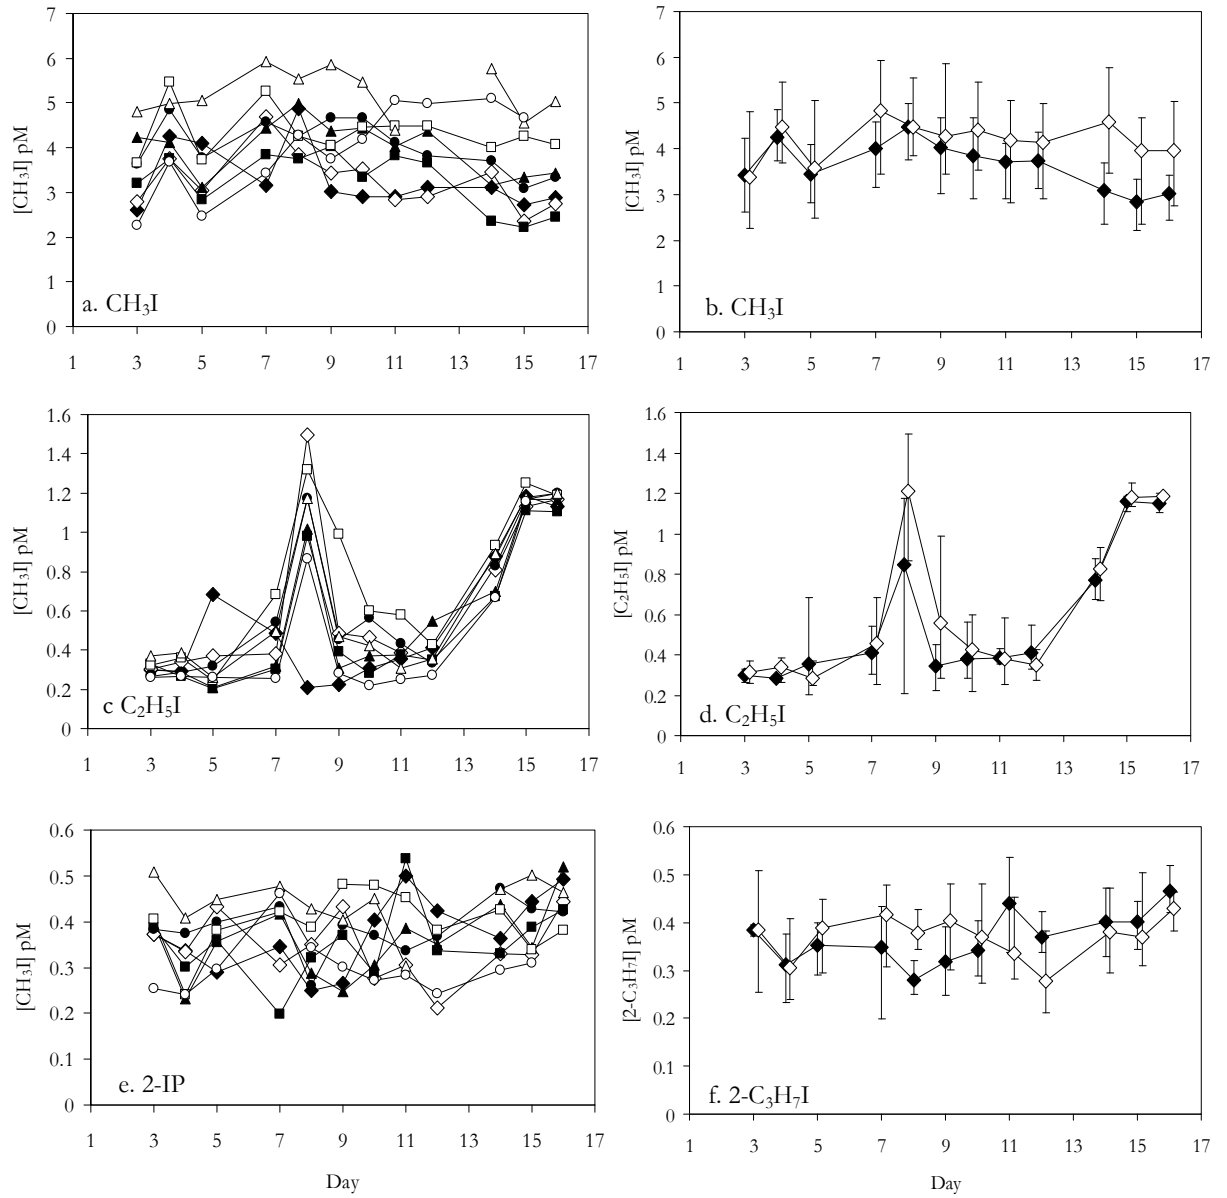 7
6
5
4
3
2
1
0
[CH₃I] pM
a. CH₃I
1 3 5 7 9 11 13 15 17
7
6
5
4
3
2
1
0
[CH₃I] pM
b. CH₃I
1 3 5 7 9 11 13 15 17
1.6
1.4
1.2
1
0.8
0.6
0.4
0.2
0
[CH₃I] pM
c C₂H₅I
1 3 5 7 9 11 13 15 17
1.6
1.4
1.2
1
0.8
0.6
0.4
0.2
0
[C₂H₅I] pM
d. C₂H₅I
1 3 5 7 9 11 13 15 17
0.6
0.5
0.4
0.3
0.2
0.1
0
[CH₃I] pM
e. 2-IP
1 3 5 7 9 11 13 15 17
Day
0.6
0.5
0.4
0.3
0.2
0.1
0
[2-C₃H₇I] pM
f. 2-C₃H₇I
1 3 5 7 9 11 13 15 17
Day